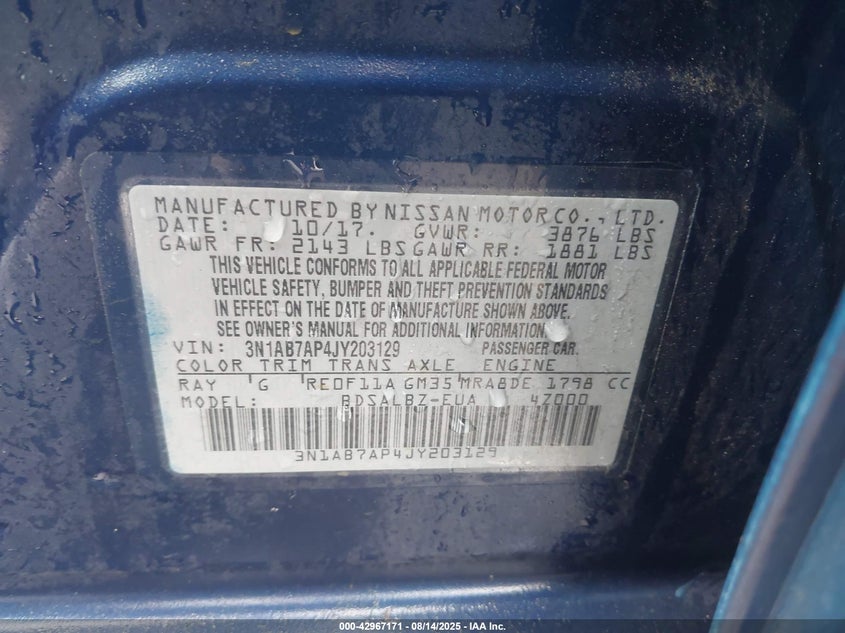 MANUFACTURED BY NISSAN MOTOR CO., LTD.
DATE: 10/17. GVWR: 3876 LBS
GAWR FR: 2143 LBS GAWR RR: 1881 LBS
THIS VEHICLE CONFORMS TO ALL APPLICABLE FEDERAL MOTOR
VEHICLE SAFETY, BUMPER AND THEFT PREVENTION STANDARDS
IN EFFECT ON THE DATE OF MANUFACTURE SHOWN ABOVE.
SEE OWNER'S MANUAL FOR ADDITIONAL INFORMATION.
VIN: 3N1AB7AP4JY203129 PASSENGER CAR.
COLOR TRIM TRANS AXLE ENGINE
RAY G RE0F11A GM35 MRA8DE 1798 CC
MODEL: BDSALBZ-EUA 4Z000
3N1AB7AP4JY203129
000-42967171 - 08/14/2025 - IAA Inc.